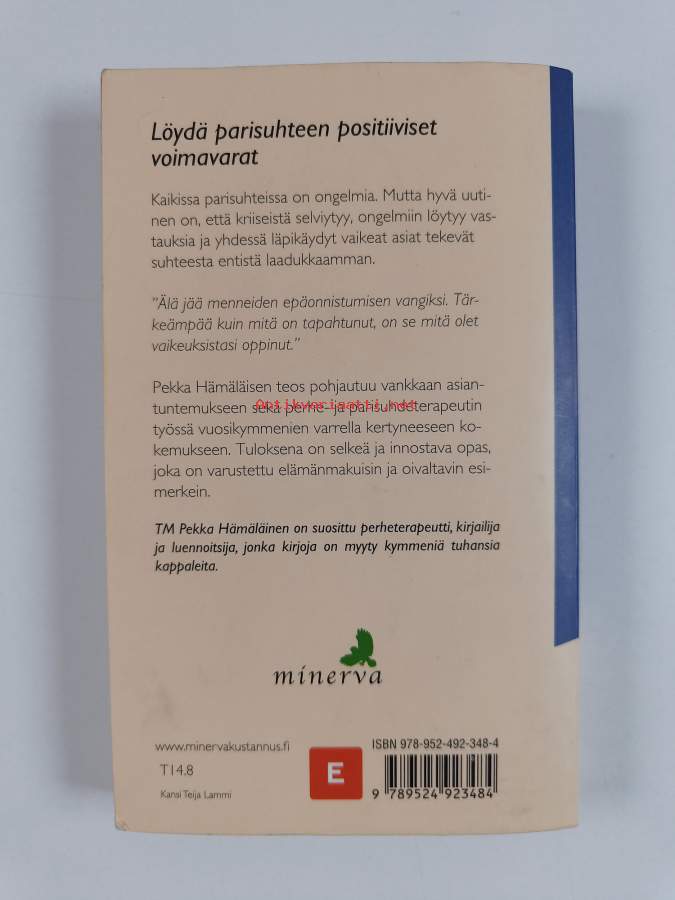 Löydä parisuhteen positiiviset
voimavarat
Kaikissa parisuhteissa on ongelmia. Mutta hyvä uuti-
nen on, että kriiseistä selviytyy, ongelmiin löytyy vas-
tauksia ja yhdessä läpikäydyt vaikeat asiat tekevät
suhteesta entistä laadukkaamman.
"Älä jää menneiden epäonnistumisen vangiksi. Tär-
keämpää kuin mitä on tapahtunut, on se mitä olet
vaikeuksistasi oppinut."
Pekka Hämäläisen teos pohjautuu vankkaan asian-
tuntemukseen sekä perhe- ja parisuhdeterapeutin
Antikvariaatti.net
työssä vuosikymmenien varrella kertyneeseen ko-
kemukseen. Tuloksena on selkeä ja innostava opas,
joka on varustettu elämänmakuisin ja oivaltavin esi-
merkein.
TM Pekka Hämäläinen on suosittu perheterapeutti, kirjailija
ja luennoitsija, jonka kirjoja on myyty kymmeniä tuhansia
kappaleita.
minerva
www.minervakustannus.fi
T14.8
Kansi Teija Lammi
E
ISBN 978-952-492-348-4
9 789524 923484